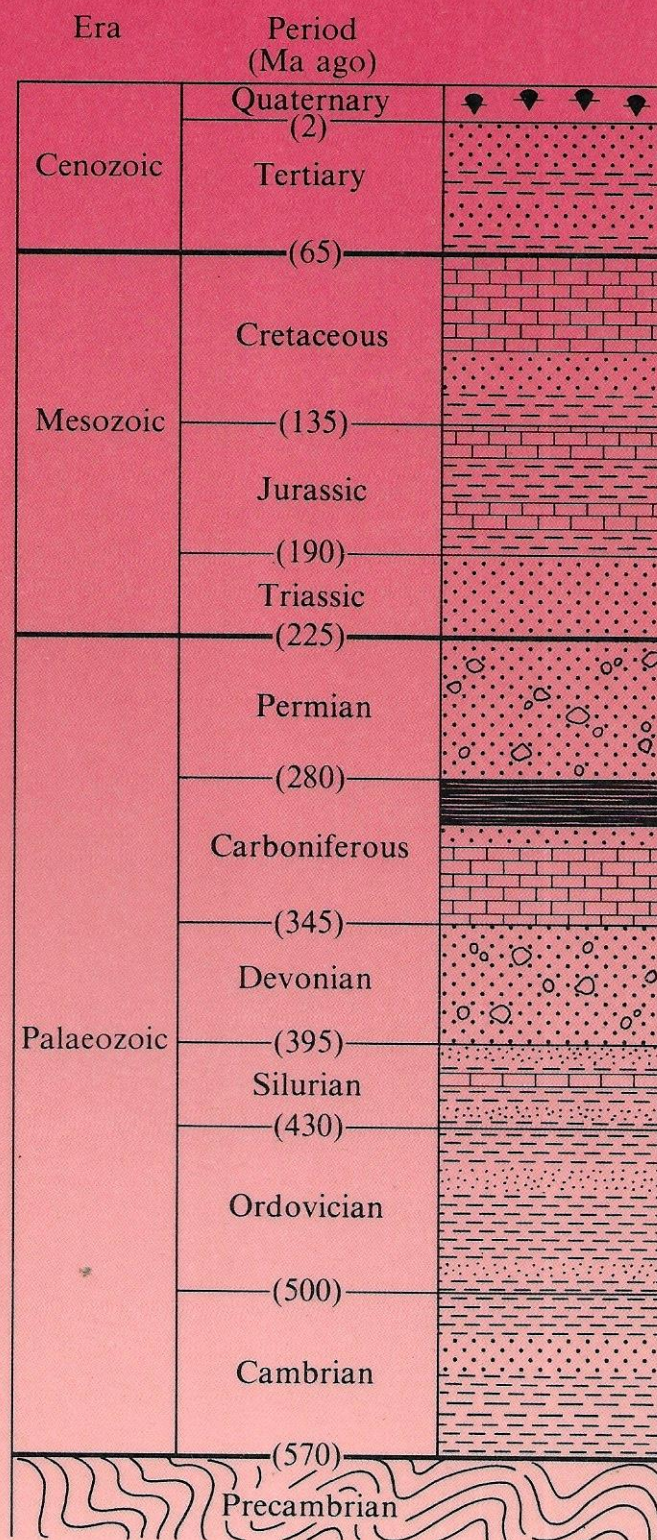 Era
Period
(Ma ago)
Quaternary
(2)
Cenozoic
Tertiary
(65)
Cretaceous
Mesozoic
(135)
Jurassic
(190)
Triassic
(225)
Permian
(280)
Carboniferous
(345)
Devonian
Palaeozoic
(395)
Silurian
(430)
Ordovician
(500)
Cambrian
(570)
Precambrian